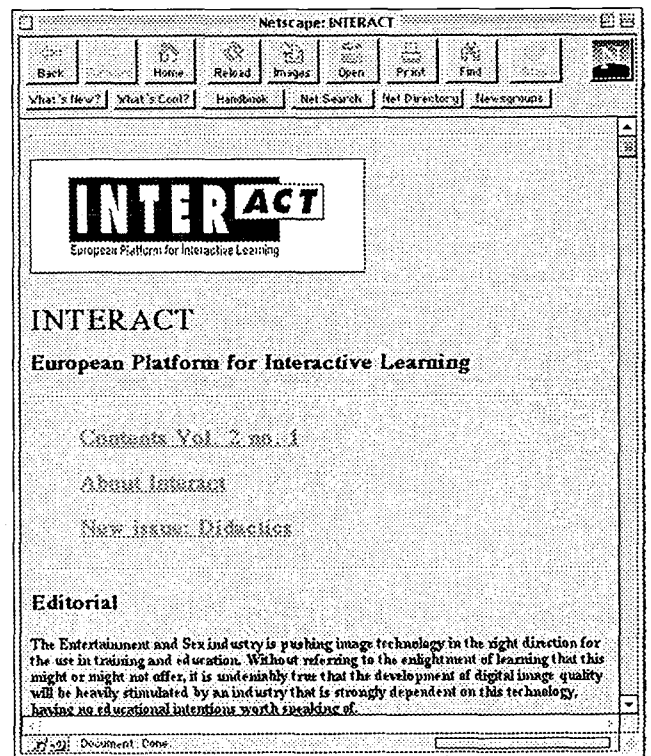 Netscape: INTERACT
Back Home Reload Images Open Print Find
What's New? What's Cool? Handbook Net Search Net Directory Newsgroups
INTERACT
European Platform for Interactive Learning
INTERACT
European Platform for Interactive Learning
Contents Vol. 2 no. 1
About Interact
New issue: Didactics
Editorial
The Entertainment and Sex industry is pushing image technology in the right direction for
the use in training and education. Without referring to the enlightment of learning that this
might or might not offer, it is undeniably true that the development of digital image quality
will be heavily stimulated by an industry that is strongly dependent on this technology,
having no educational intentions worth speaking of.
Document: Done.